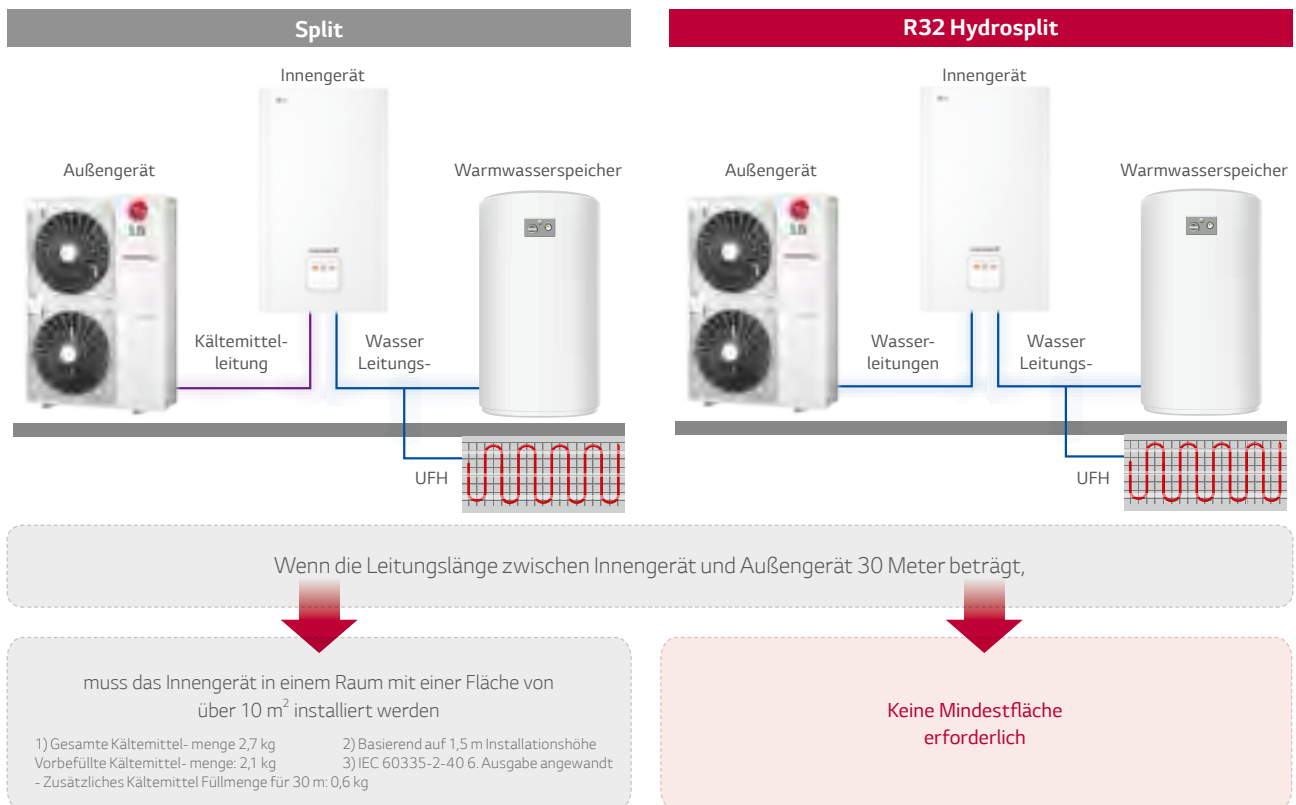 Split
Innengerät
Außengerät
Warmwasserspeicher
Kältemittel-
leitung
Wasser
Leitungs-
UFH
R32 Hydrosplit
Innengerät
Außengerät
Warmwasserspeicher
Wasser-
leitungen
Wasser
Leitungs-
UFH
Wenn die Leitungslänge zwischen Innengerät und Außengerät 30 Meter beträgt,
muss das Innengerät in einem Raum mit einer Fläche von
über 10 m² installiert werden
1) Gesamte Kältemittel- menge 2,7 kg
Vorbefüllte Kältemittel- menge: 2,1 kg
- Zusätzliches Kältemittel Füllmenge für 30 m: 0,6 kg
2) Basierend auf 1,5 m Installationshöhe
3) IEC 60335-2-40 6. Ausgabe angewandt
Keine Mindestfläche
erforderlich